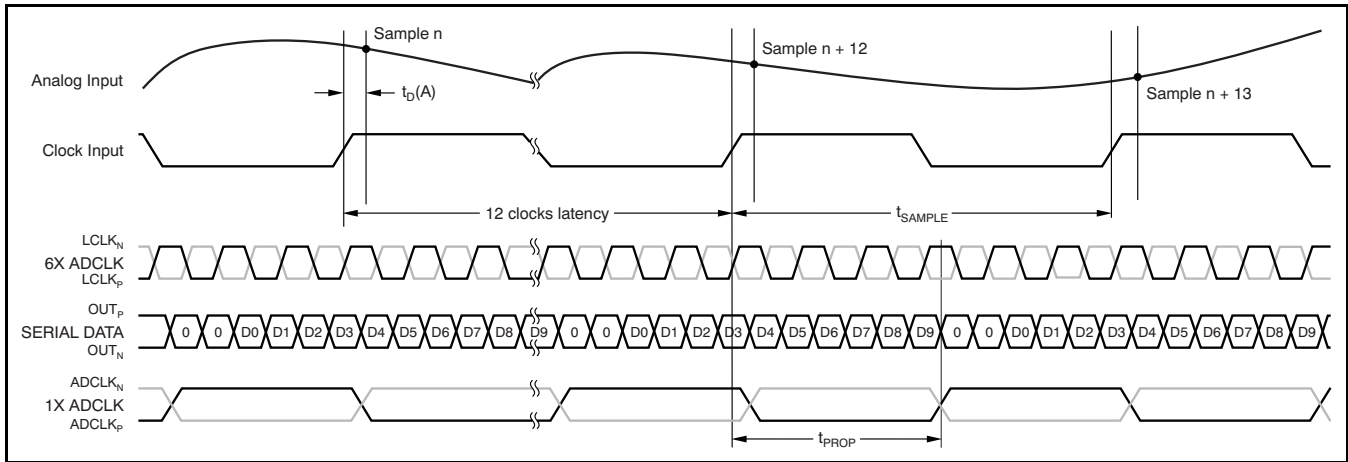 Sample n
Sample n + 12
Sample n + 13
Analog Input
t_D(A)
Clock Input
12 clocks latency
t_SAMPLE
LCLK_N
6X ADCLK
LCLK_P
OUT_P
SERIAL DATA
OUT_N
0 0 D0 D1 D2 D3 D4 D5 D6 D7 D8 D9 0 0 D0 D1 D2 D3 D4 D5 D6 D7 D8 D9 0 0 D0 D1 D2 D3 D4 D5 D6 D7 D8 D9
ADCLK_N
1X ADCLK
ADCLK_P
t_PROP